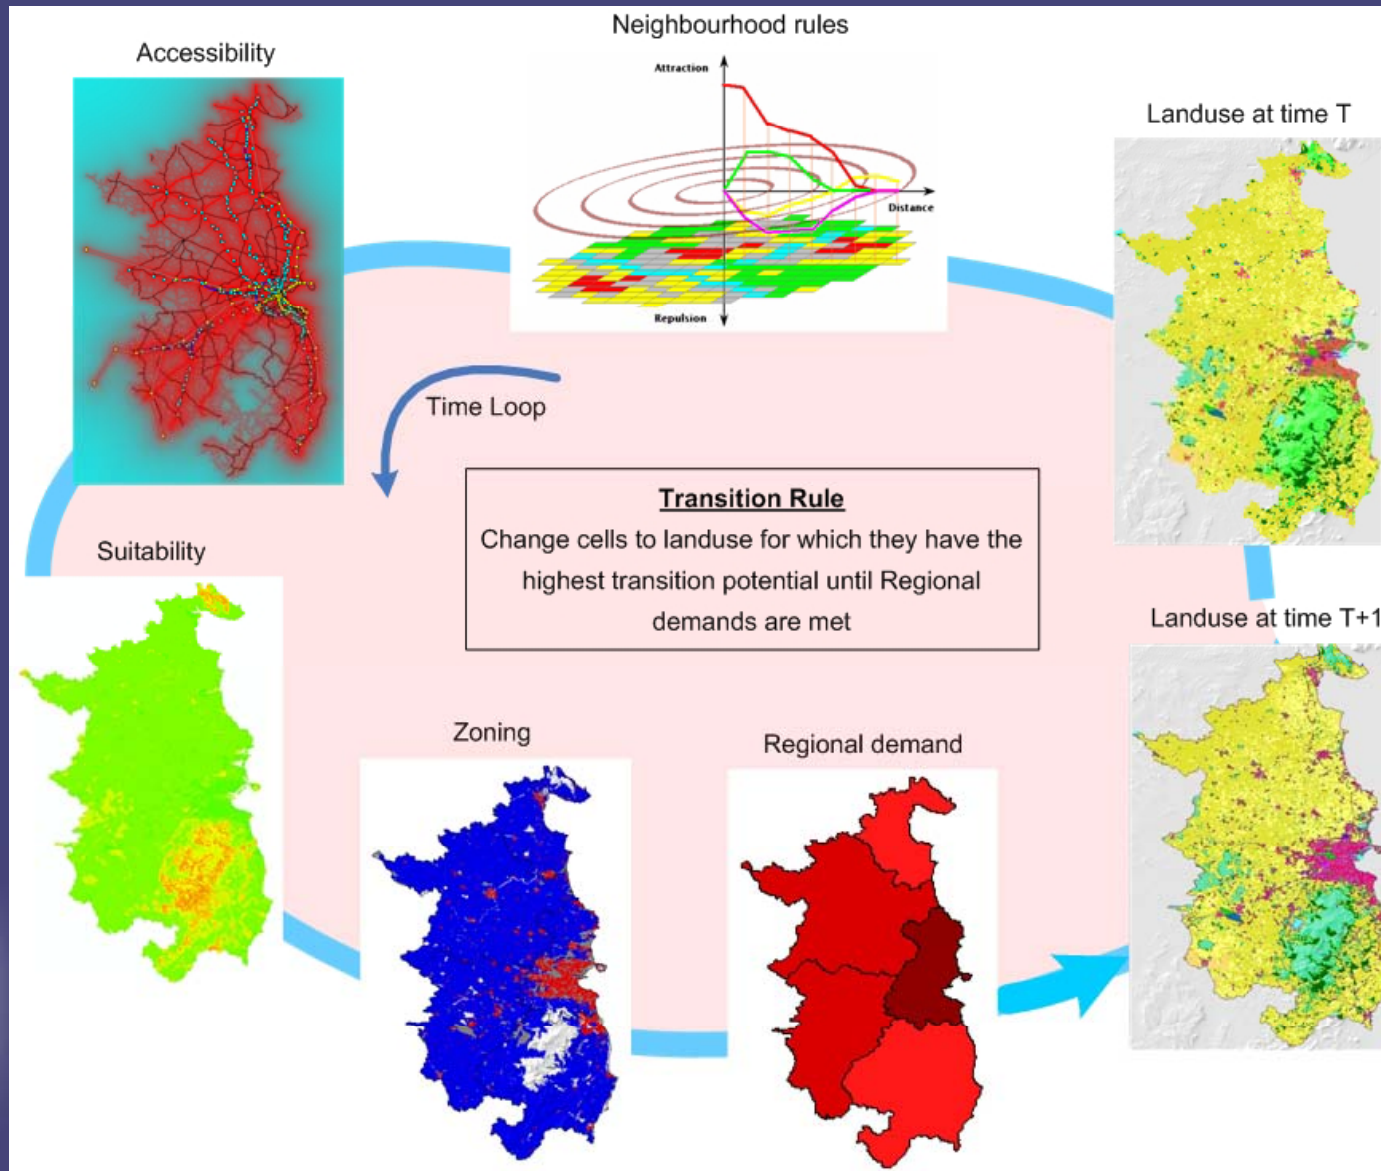 Neighbourhood rules
Accessibility
Attraction
Landuse at time T
Distance
Repulsion
Time Loop
Transition Rule
Change cells to landuse for which they have the
highest transition potential until Regional
demands are met
Suitability
Landuse at time T+1
Zoning
Regional demand